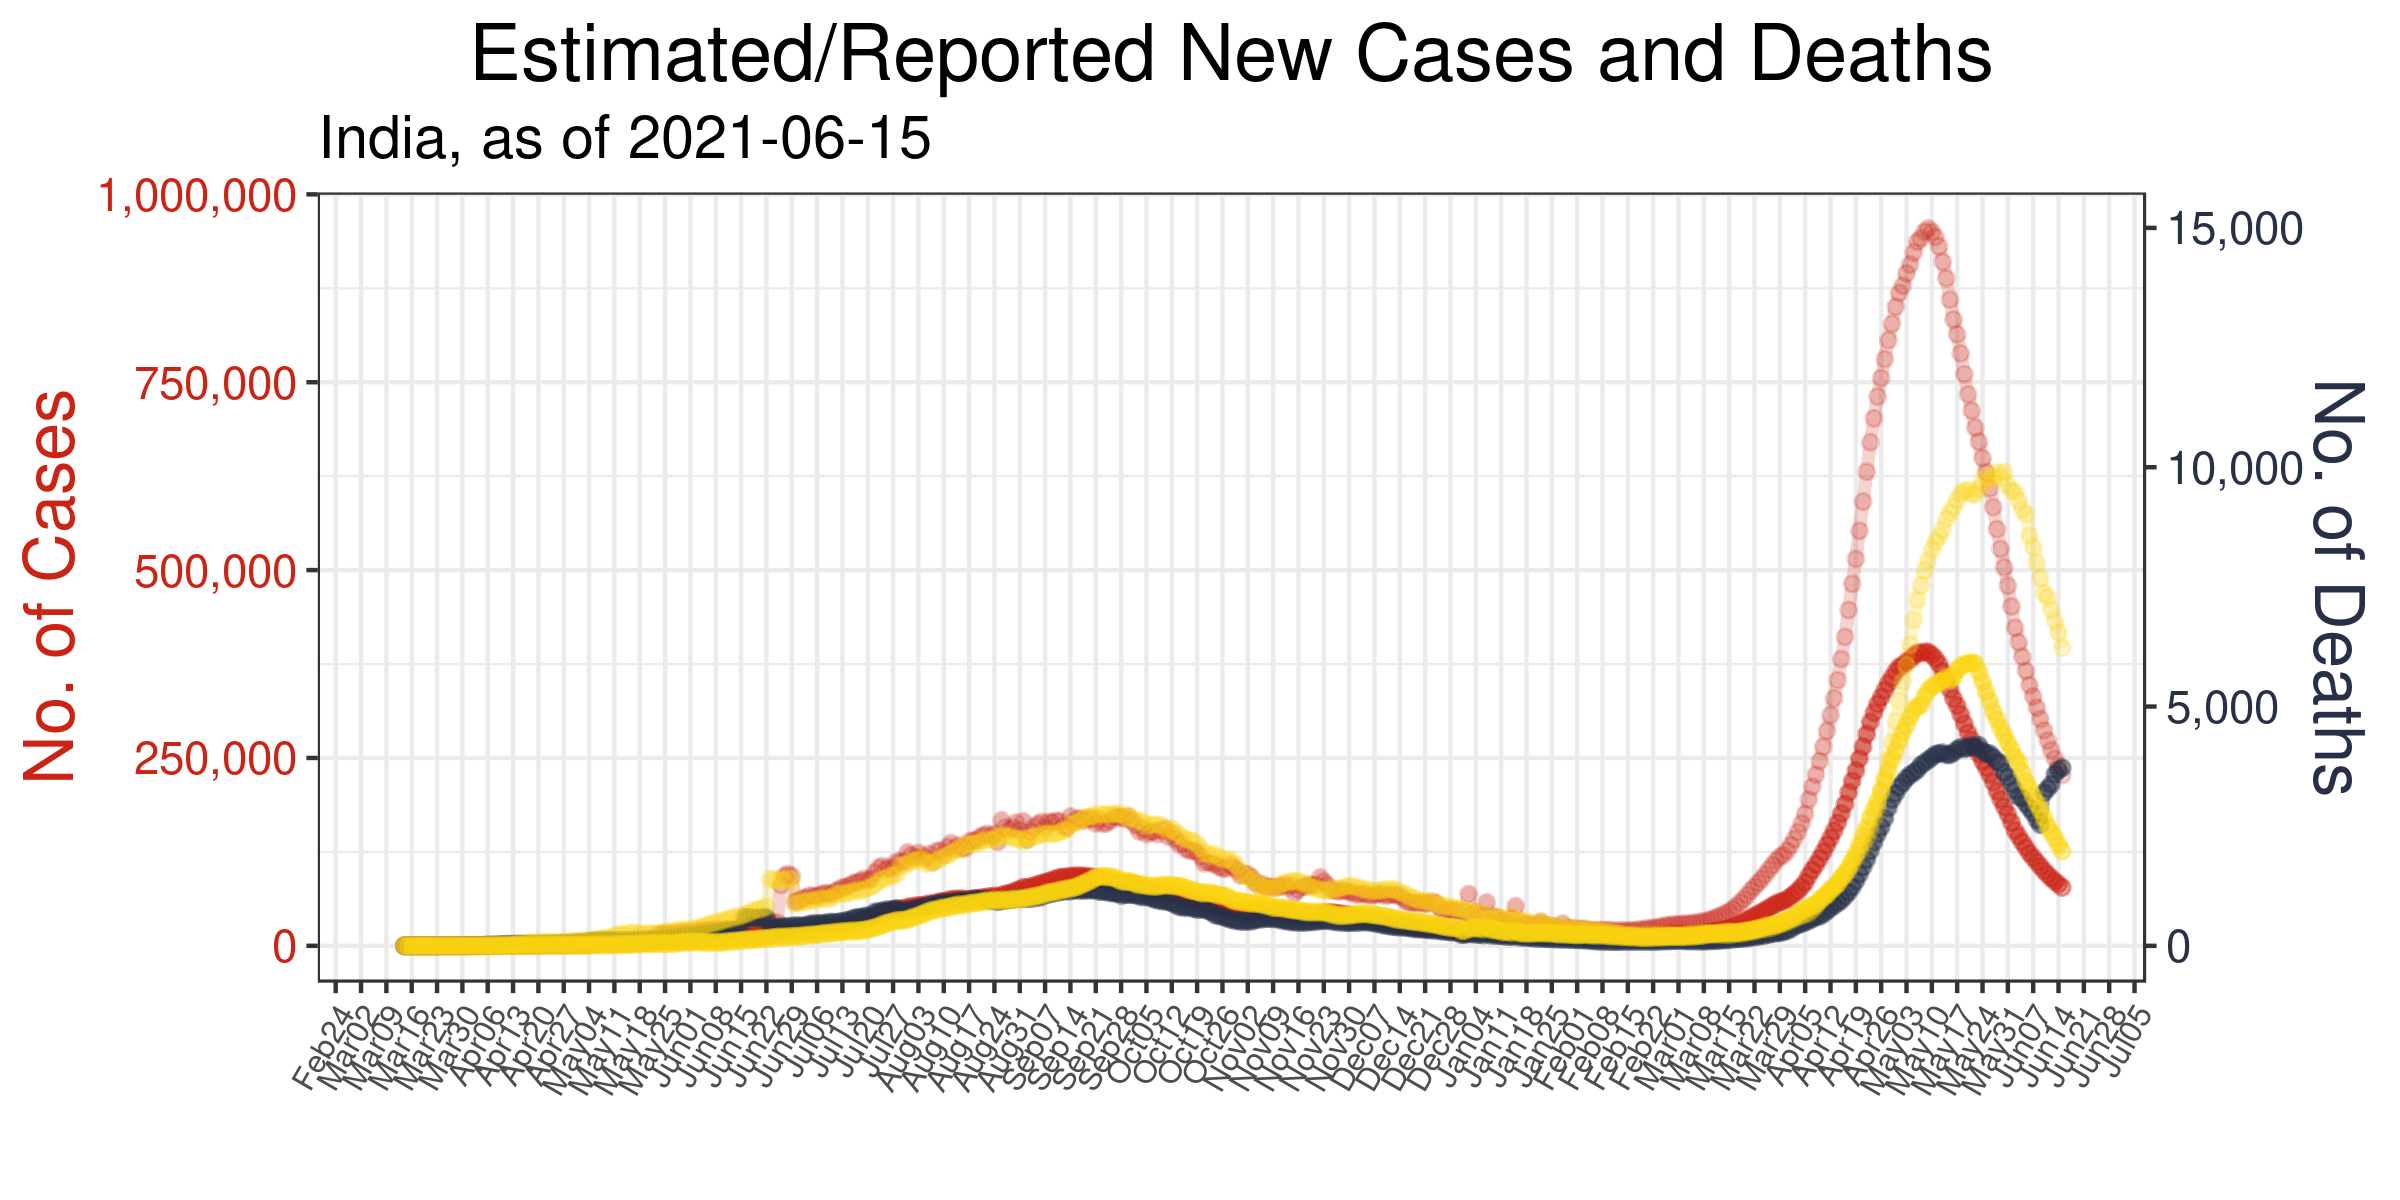 Estimated/Reported New Cases and Deaths
India, as of 2021-06-15
No. of Cases
1,000,000
750,000
500,000
250,000
0
15,000
10,000
5,000
0
No. of Deaths
Feb24
Mar02
Mar09
Mar16
Mar23
Mar30
Apr06
Apr13
Apr20
Apr27
May04
May11
May18
May25
Jun01
Jun08
Jun15
Jun22
Jun29
Jul06
Jul13
Jul20
Jul27
Aug03
Aug10
Aug17
Aug24
Aug31
Sep07
Sep14
Sep21
Sep28
Oct05
Oct12
Oct19
Oct26
Nov02
Nov09
Nov16
Nov23
Nov30
Dec07
Dec14
Dec21
Dec28
Dec04
Jan11
Jan18
Jan25
Feb01
Feb08
Feb15
Feb22
Mar01
Mar08
Mar15
Mar22
Mar29
Apr05
Apr12
Apr19
Apr26
May03
May10
May17
May24
May31
Jun07
Jun14
Jun21
Jun28
Jul05